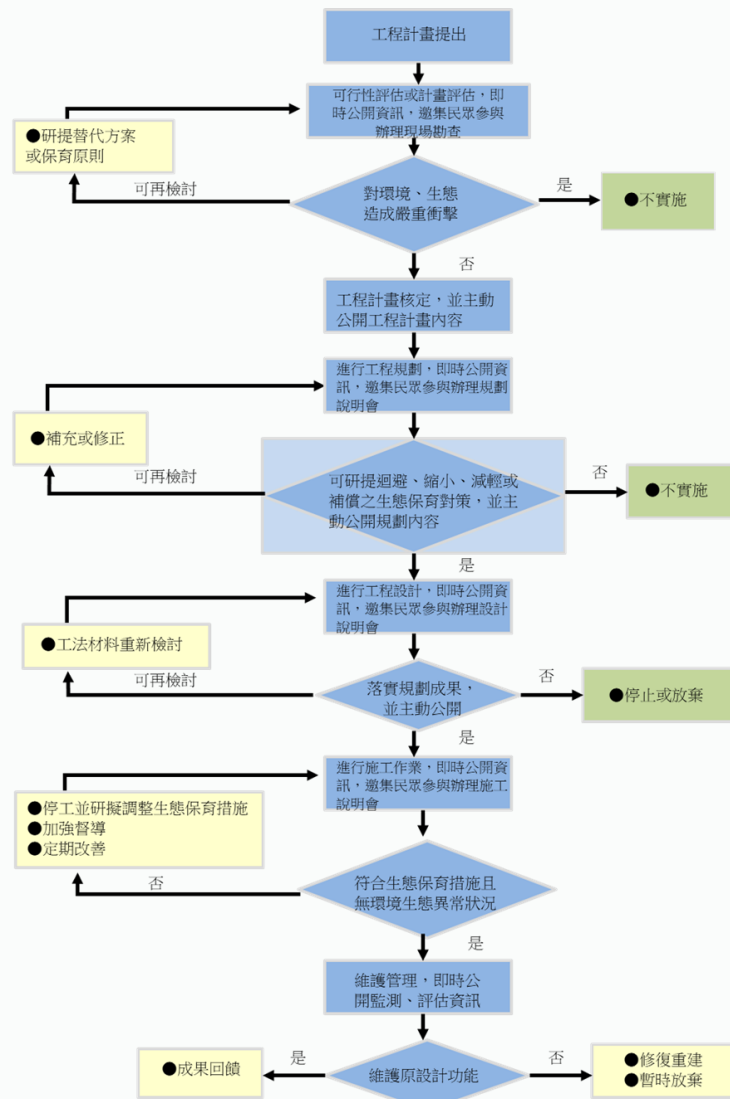 工程計畫提出
可行性評估或計畫評估，即
時公開資訊，邀集民眾參與
辦理現場勘查
●研提替代方案
或保育原則
可再檢討
對環境、生態
造成嚴重衝擊
是
●不實施
否
工程計畫核定，並主動
公開工程計畫內容
進行工程規劃，即時公開資
訊，邀集民眾參與辦理規劃
說明會
●補充或修正
可再檢討
可研提迴避、縮小、減輕或
補償之生態保育對策，並主
動公開規劃內容
否
●不實施
是
進行工程設計，即時公開資
訊，邀集民眾參與辦理設計
說明會
●工法材料重新檢討
可再檢討
落實規劃成果，
並主動公開
否
●停止或放棄
是
進行施工作業，即時公開資
訊，邀集民眾參與辦理施工
說明會
●停工並研擬調整生態保育措施
●加強督導
●定期改善
否
符合生態保育措施且
無環境生態異常狀況
是
維護管理，即時公
開監測、評估資訊
●成果回饋
是
維護原設計功能
否
●修復重建
●暫時放棄